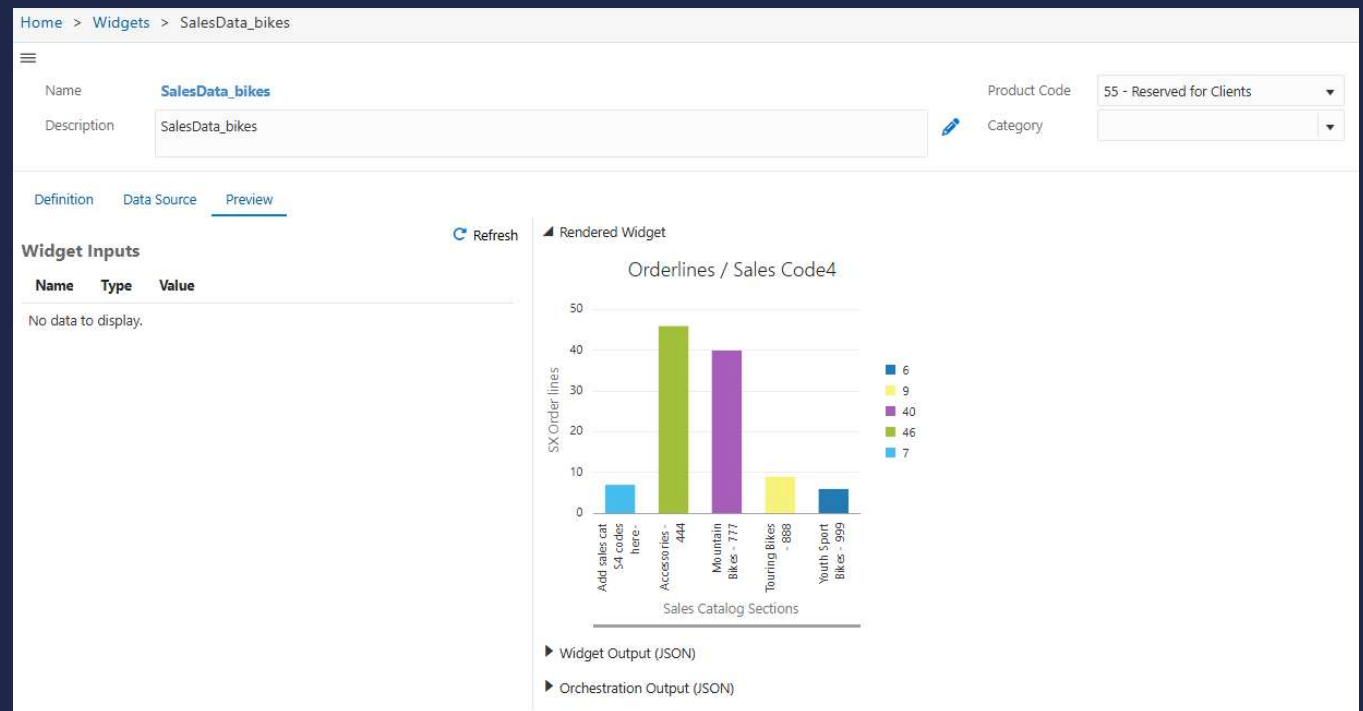 Home > Widgets > SalesData_bikes
Name SalesData_bikes Product Code 55 - Reserved for Clients
Description SalesData_bikes Category
Definition Data Source Preview
Refresh
Widget Inputs
Name Type Value
No data to display.
Rendered Widget
Orderlines / Sales Code4
50
40
30
20
10
0
SX Order lines
Add sales cat
S4 codes
here-
Accessories -
444
Mountain
Bikes - 777
Touring Bikes
- 888
Youth Sport
Bikes - 999
Sales Catalog Sections
6
9
40
46
7
Widget Output (JSON)
Orchestration Output (JSON)